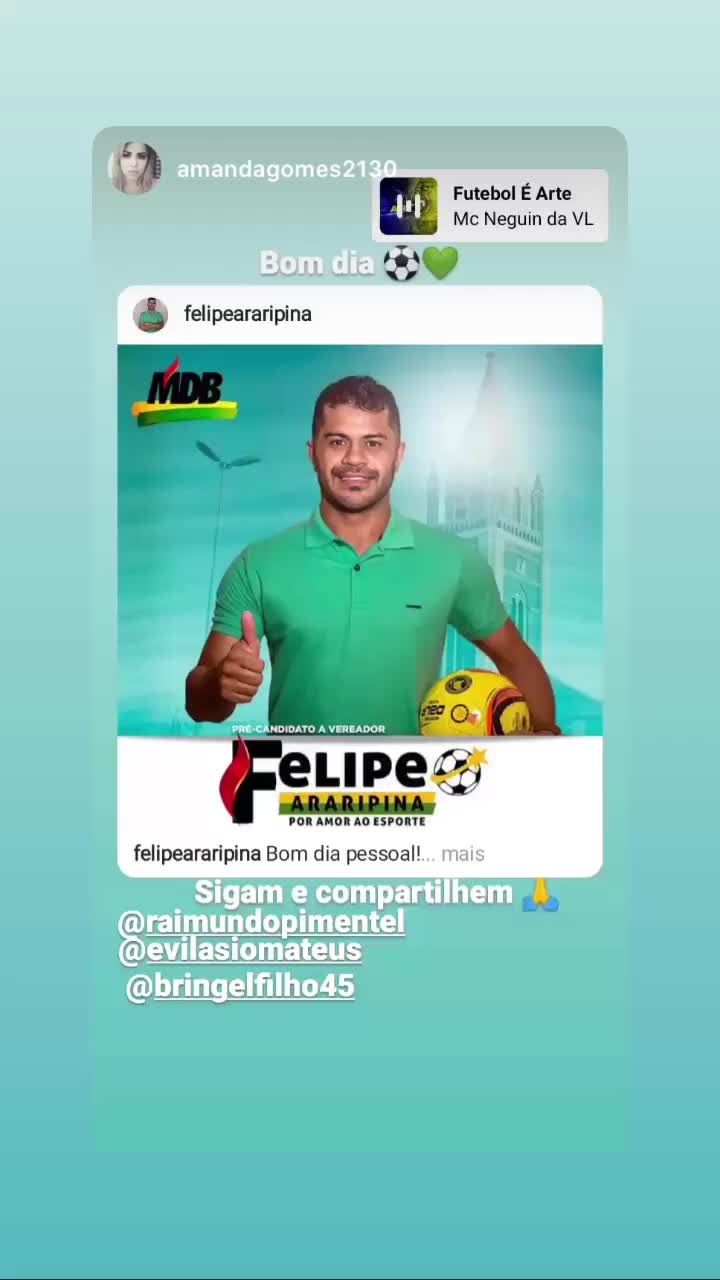 amandagomes2130
Futebol É Arte
Mc Neguin da VL
Bom dia ⚽💚
felipeararipina
MDB
PRÉ-CANDIDATO A VEREADOR
FELIPE
ARARIPINA
POR AMOR AO ESPORTE
felipeararipina Bom dia pessoal!... mais
Sigam e compartilhem 🙏
@raimundopimentel
@evilasiomateus
@bringelfilho45